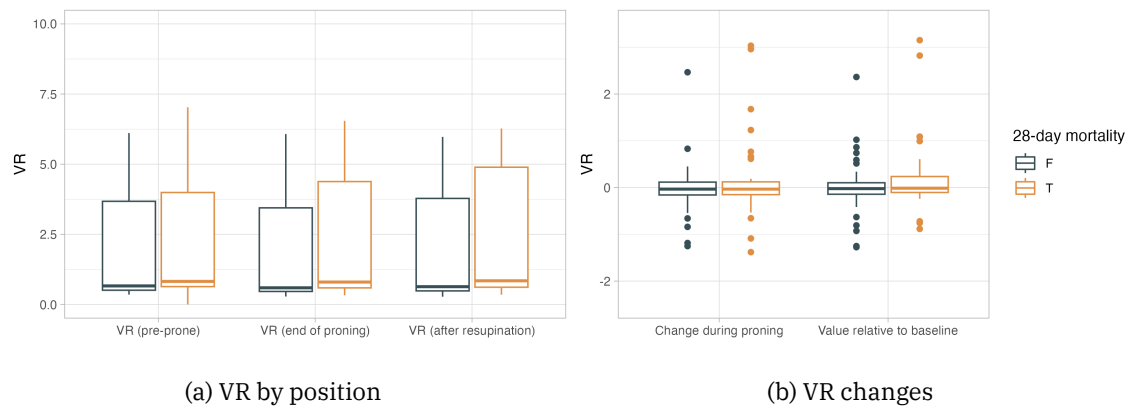 10.0
7.5
5.0
2.5
0.0
VR
VR (pre-prone)
VR (end of proning)
VR (after resupination)
(a) VR by position
2
0
-2
VR
Change during proning
Value relative to baseline
(b) VR changes
28-day mortality
F
T